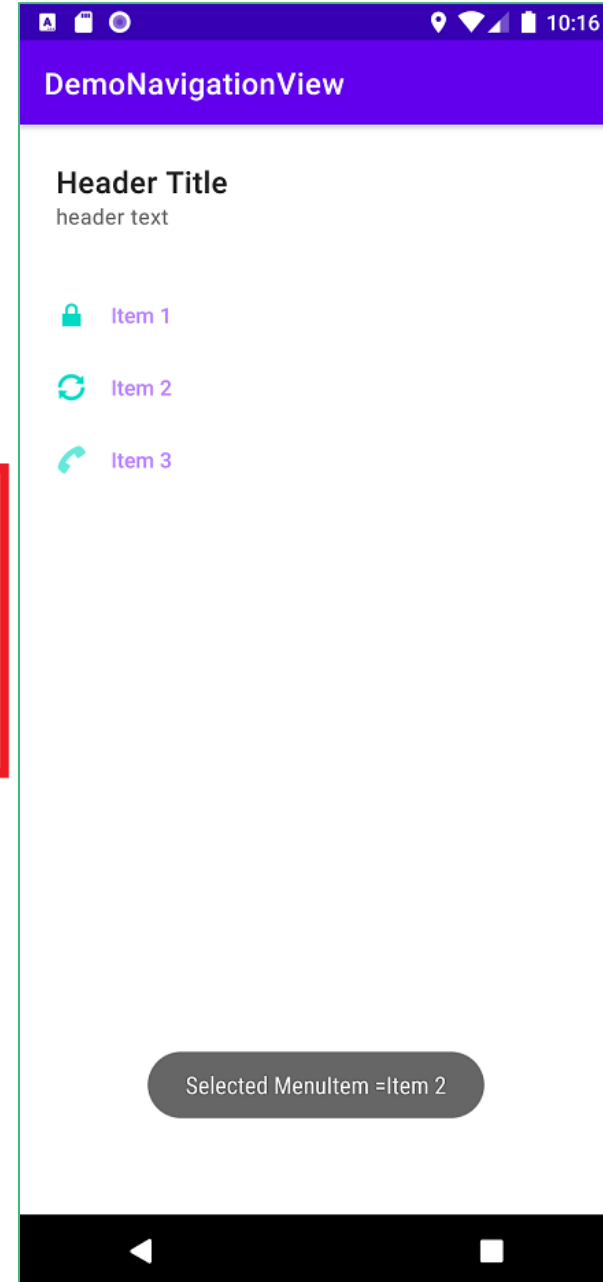 10:16
DemoNavigationView
Header Title
header text
Item 1
Item 2
Item 3
Selected MenuItem =Item 2